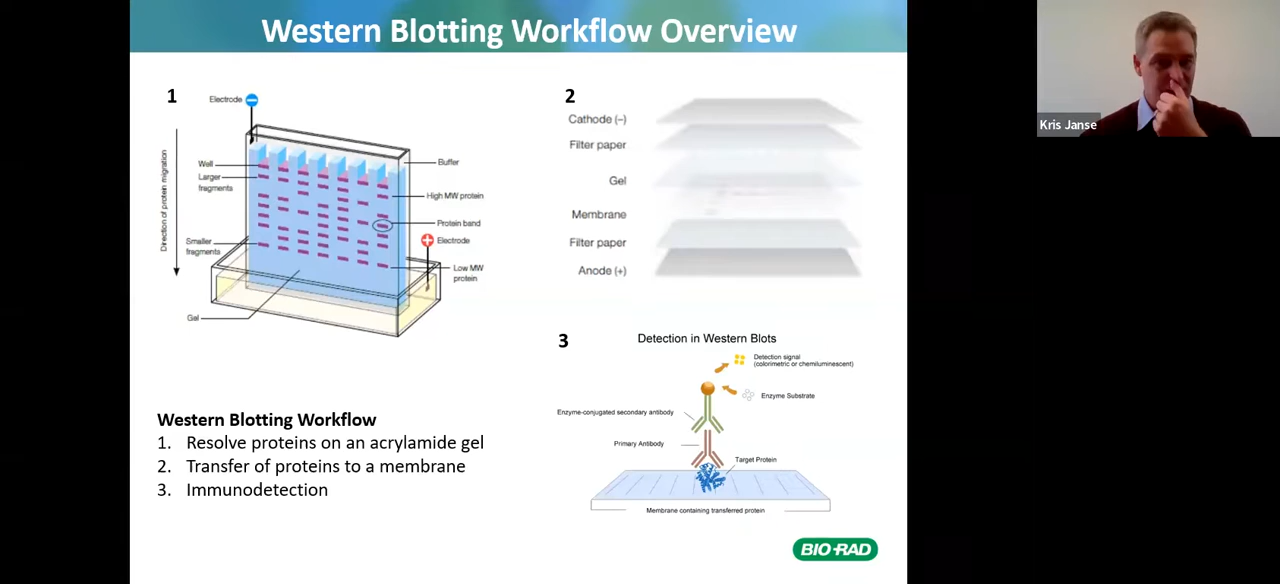 Western Blotting Workflow Overview
1
Electrode
Direction of protein migration
Well
Larger
fragments
Smaller
fragments
Gel
Buffer
High MW protein
Protein band
Electrode
Low MW
protein
2
Cathode (–)
Filter paper
Gel
Membrane
Filter paper
Anode (+)
3
Detection in Western Blots
Detection signal
(colorimetric or chemiluminescent)
Enzyme Substrate
Enzyme-conjugated secondary antibody
Primary Antibody
Target Protein
Membrane containing transferred protein
Western Blotting Workflow
1. Resolve proteins on an acrylamide gel
2. Transfer of proteins to a membrane
3. Immunodetection
BIO-RAD
Kris Janse